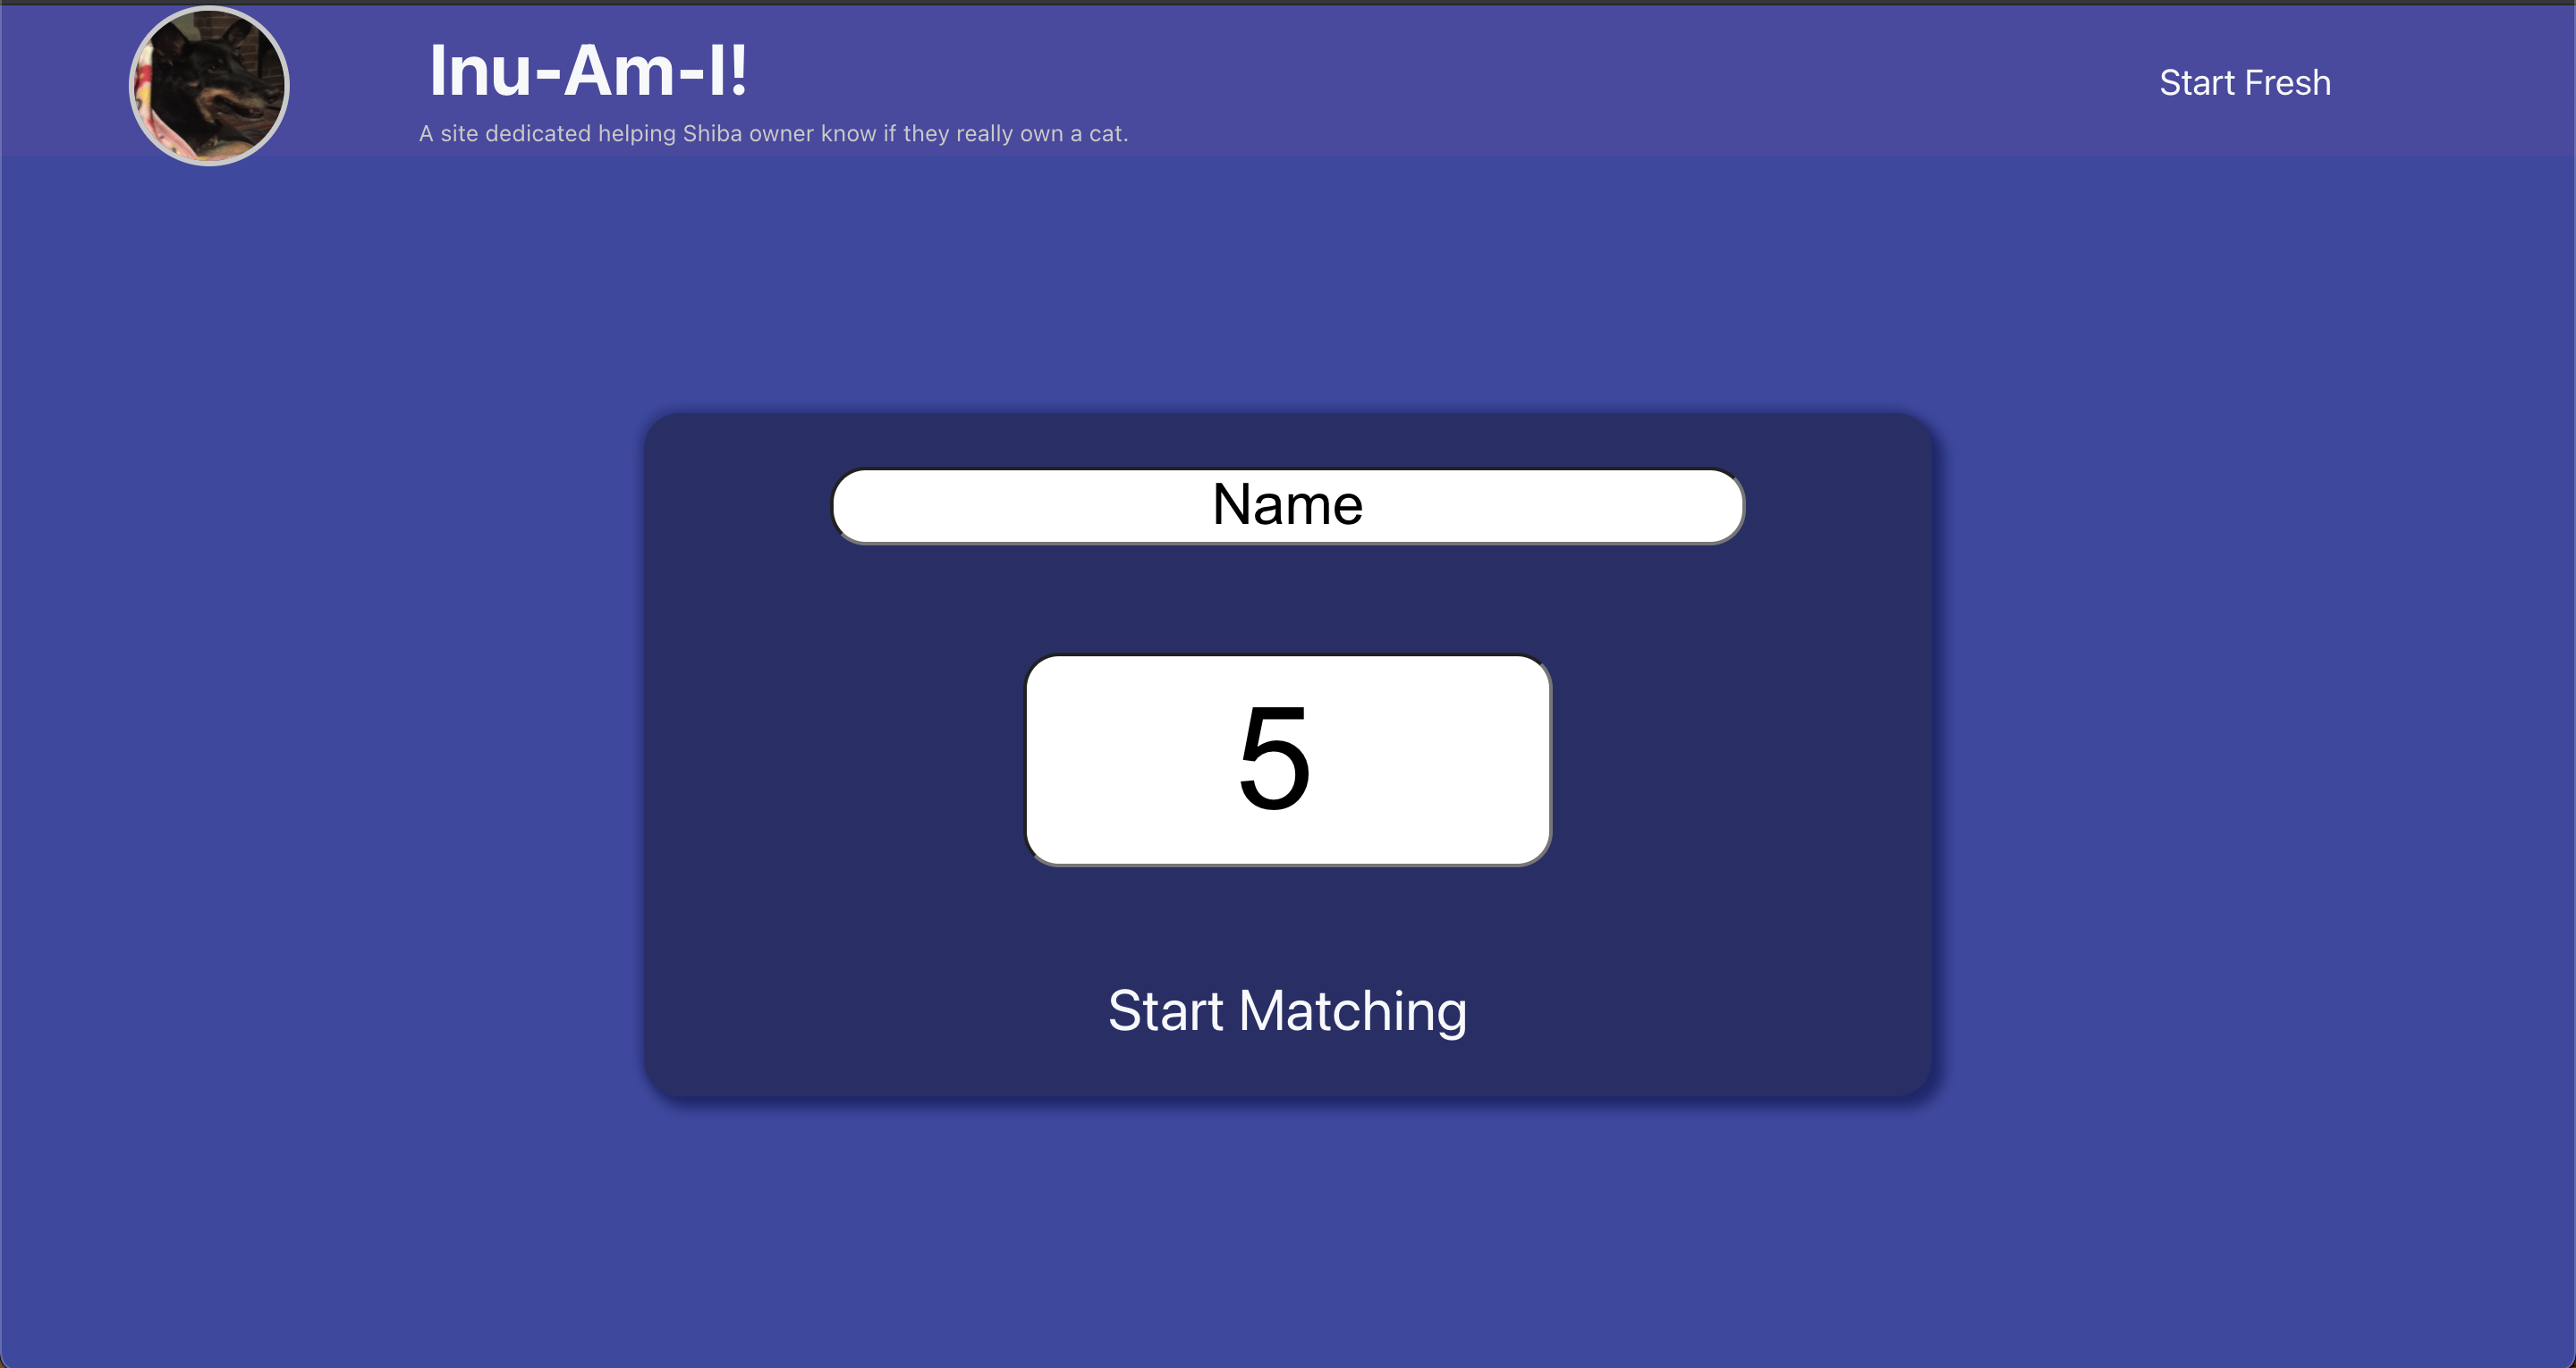 Inu-Am-I!
A site dedicated helping Shiba owner know if they really own a cat.
Start Fresh
Name
5
Start Matching